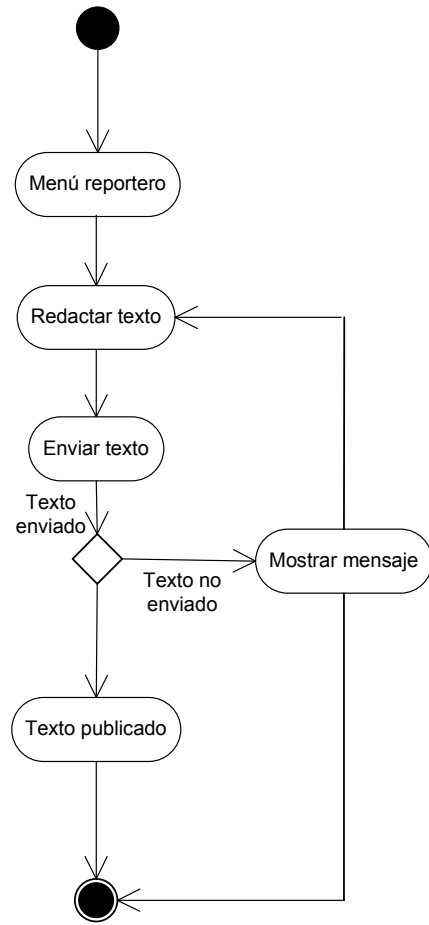 Menú reportero
Redactar texto
Enviar texto
Texto
enviado
Texto no
enviado
Mostrar mensaje
Texto publicado